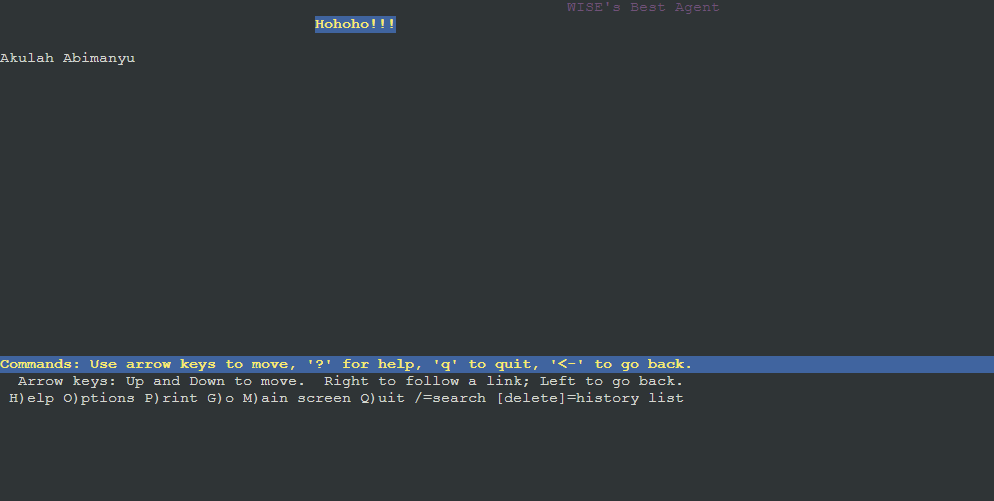 WISE's Best Agent
Hohoho!!!
Akulah Abimanyu
Commands: Use arrow keys to move, '?' for help, 'q' to quit, '<-' to go back.
Arrow keys: Up and Down to move.  Right to follow a link; Left to go back.
H)elp O)ptions P)rint G)o M)ain screen Q)uit /=search [delete]=history list